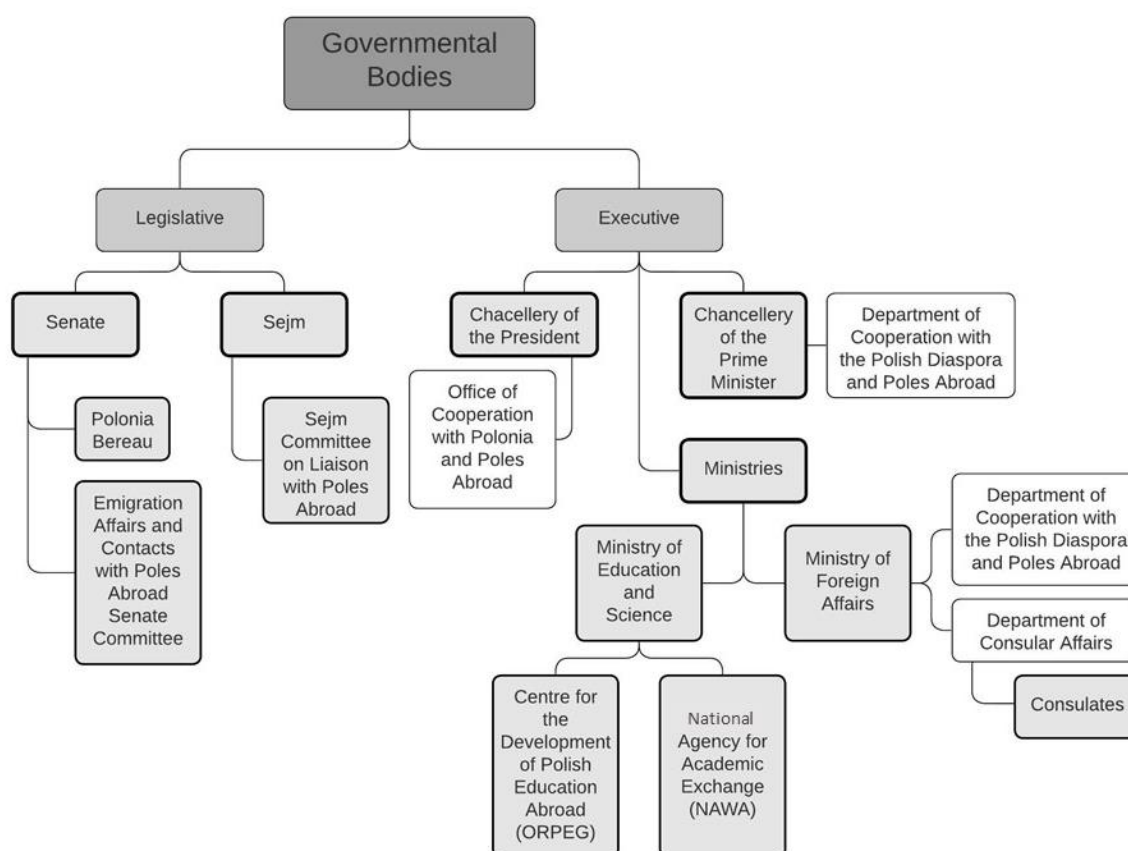 Governmental
Bodies
Legislative
Executive
Senate
Sejm
Chacellery of
the President
Chancellery
of the
Prime
Minister
Department of
Cooperation with
the Polish Diaspora
and Poles Abroad
Polonia
Bereau
Sejm
Committee
on Liaison
with Poles
Abroad
Office of
Cooperation
with Polonia
and Poles
Abroad
Ministries
Emigration
Affairs and
Contacts
with Poles
Abroad
Senate
Committee
Ministry of
Education
and
Science
Ministry of
Foreign
Affairs
Department of
Cooperation with
the Polish Diaspora
and Poles Abroad
Department of
Consular Affairs
Consulates
Centre for
the
Development
of Polish
Education
Abroad
(ORPEG)
National
Agency for
Academic
Exchange
(NAWA)